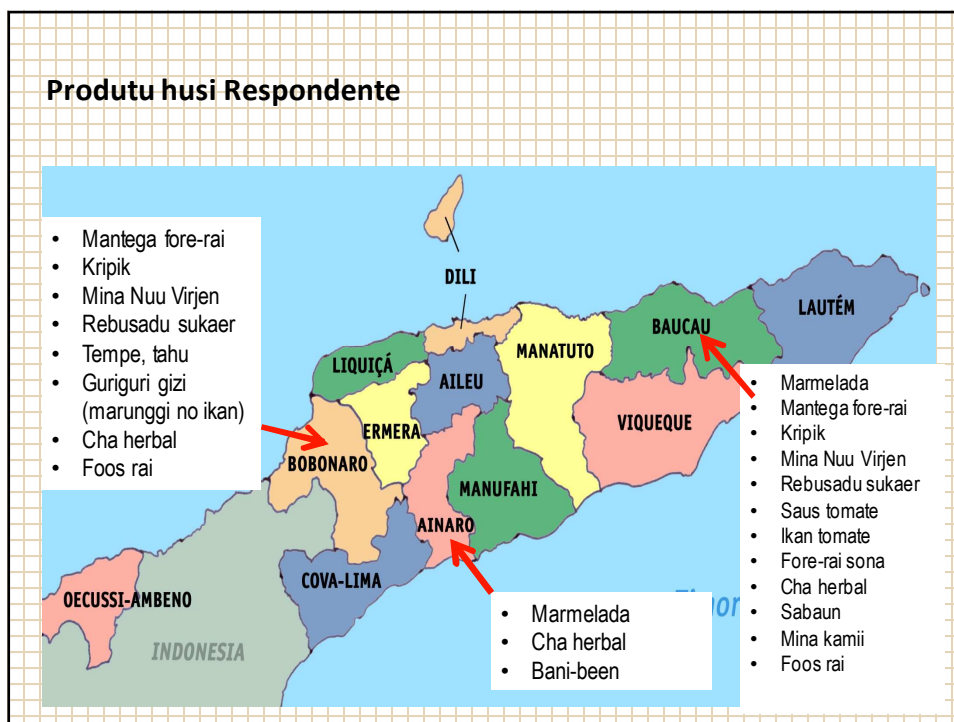 Produtu husi Respondente
• Mantega fore-rai
• Kripik
• Mina Nuu Virjen
• Rebusadu sukaer
• Tempe, tahu
• Guriguri gizi
(marunggi no ikan)
• Cha herbal
• Foos rai
DILI
LAUTÉM
BAUCAU
MANATUTO
LIQUIÇÁ
AILEU
VIQUEQUE
ERMERA
BOBONARO
MANUFAHI
AINARO
COVA-LIMA
OECUSSI-AMBENO
INDONESIA
• Marmelada
• Cha herbal
• Bani-been
• Marmelada
• Mantega fore-rai
• Kripik
• Mina Nuu Virjen
• Rebusadu sukaer
• Saus tomate
• Ikan tomate
• Fore-rai sona
• Cha herbal
• Sabaun
• Mina kamii
• Foos rai